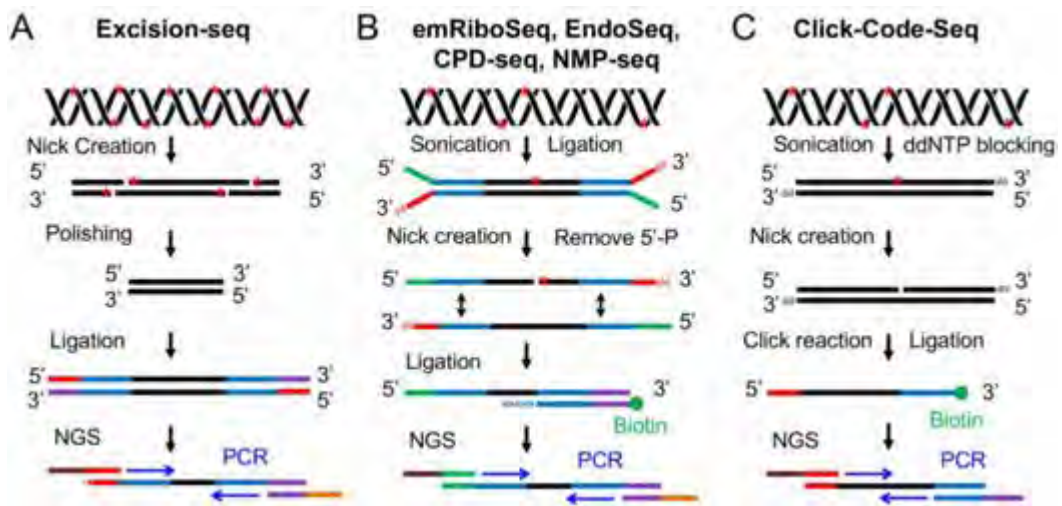 A
Excision-seq
Nick Creation
5'
3'
3'
5'
Polishing
5'
3'
3'
5'
Ligation
5'
3'
3'
5'
NGS
PCR
B
emRiboSeq, EndoSeq,
CPD-seq, NMP-seq
Sonication
Ligation
5'
3'
3'
5'
Nick creation
Remove 5'-P
5'
3'
3'
5'
Ligation
5'
3'
Biotin
NGS
PCR
C
Click-Code-Seq
Sonication
ddNTP blocking
5'
3'
3'
5'
Nick creation
5'
3'
3'
5'
Click reaction
Ligation
5'
3'
Biotin
NGS
PCR